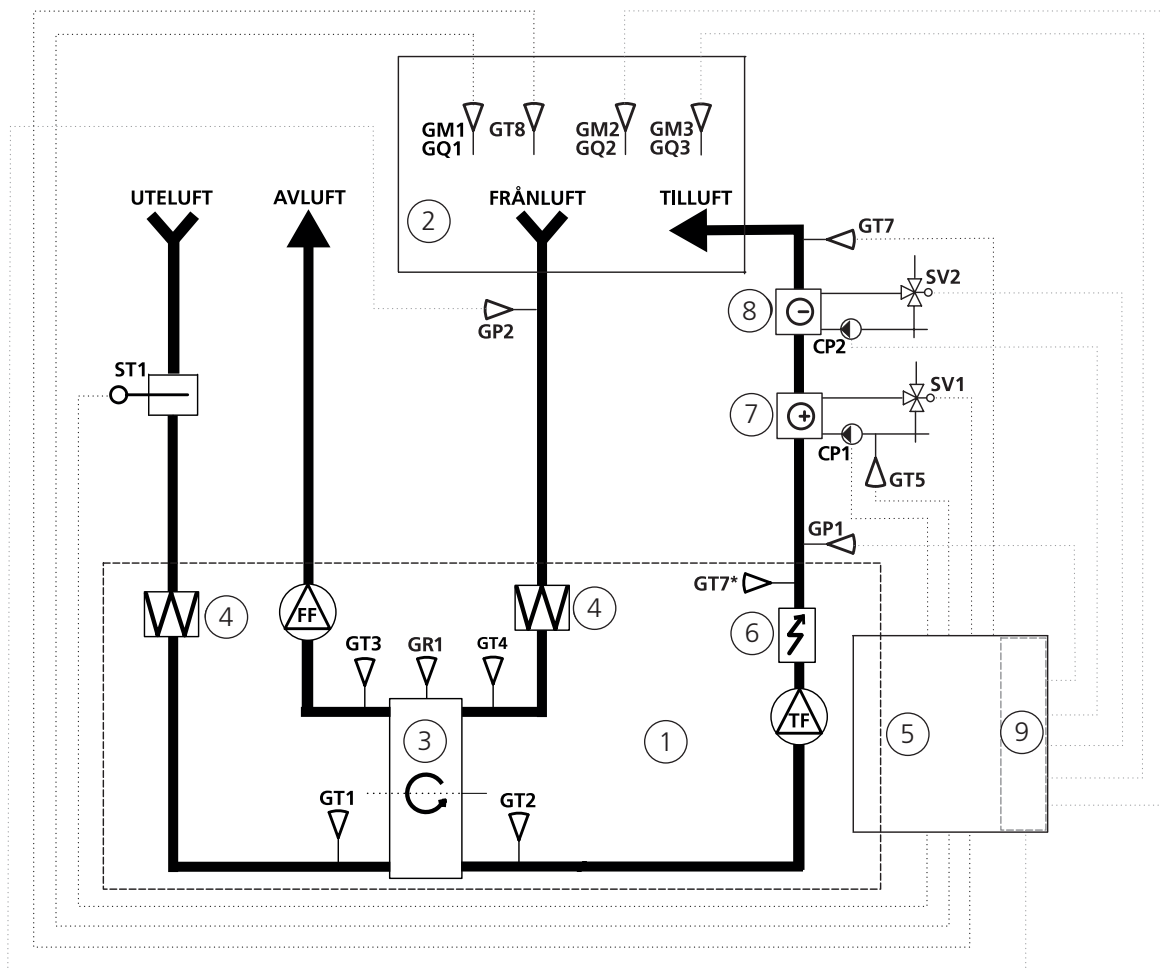 GM1
GQ1
GT8
GM2
GQ2
GM3
GQ3
UTELUFT
AVLUFT
FRÅNLUFT
TILLUFT
2
GT7
SV2
8
GP2
CP2
ST1
SV1
7
CP1
GT5
GP1
GT7*
4
FF
4
6
GT3
GR1
GT4
TF
3
1
5
9
GT1
GT2